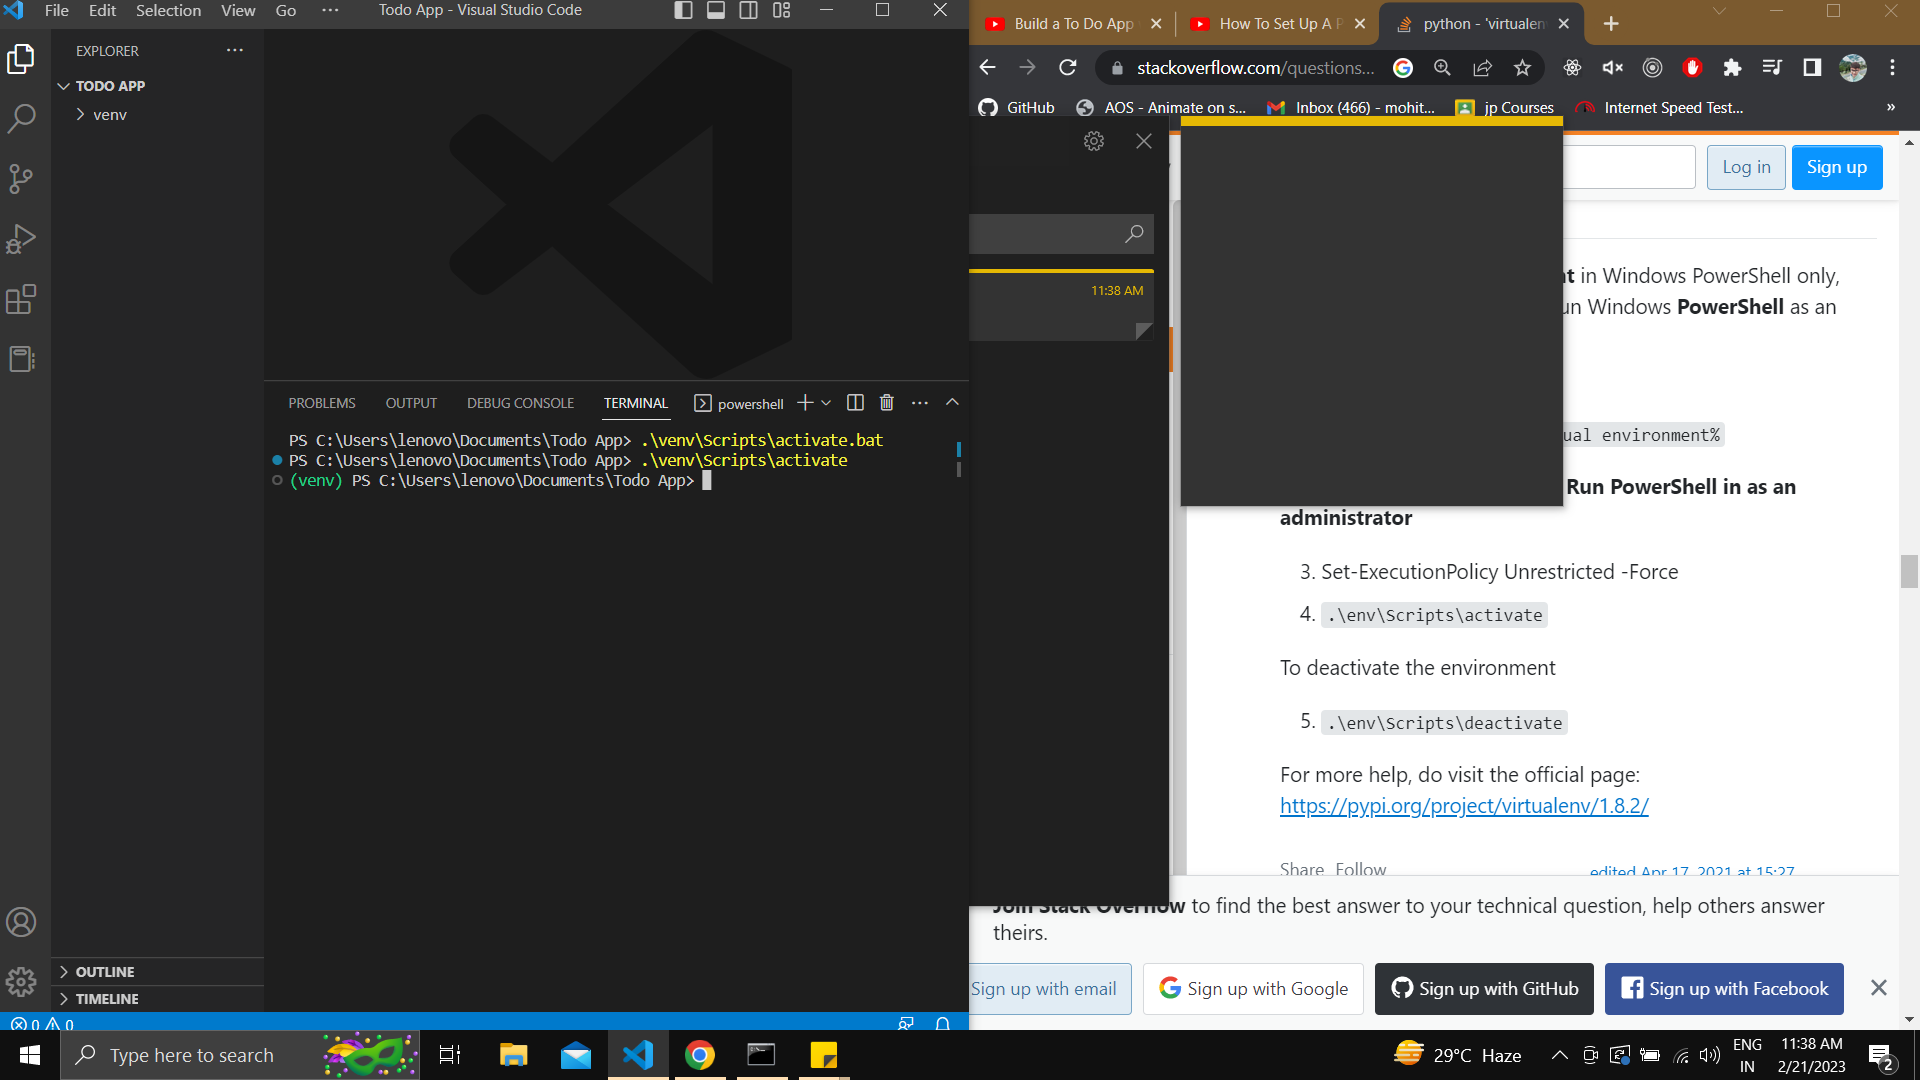 File Edit Selection View Go ··· Todo App - Visual Studio Code
EXPLORER
TODO APP
venv
PROBLEMS OUTPUT DEBUG CONSOLE TERMINAL powershell
PS C:\Users\lenovo\Documents\Todo App> .\venv\Scripts\activate.bat
PS C:\Users\lenovo\Documents\Todo App> .\venv\Scripts\activate
(venv) PS C:\Users\lenovo\Documents\Todo App>
OUTLINE
TIMELINE
0 0
Build a To Do App
How To Set Up A P
python - 'virtualen
stackoverflow.com/questions...
GitHub AOS - Animate on s... Inbox (466) - mohit... jp Courses Internet Speed Test... »
11:38 AM
Log in Sign up
in Windows PowerShell only,
Windows PowerShell as an
ual environment%
Run PowerShell in as an
administrator
3. Set-ExecutionPolicy Unrestricted -Force
4. .\env\Scripts\activate
To deactivate the environment
5. .\env\Scripts\deactivate
For more help, do visit the official page:
https://pypi.org/project/virtualenv/1.8.2/
Share Follow
edited Apr 17, 2021 at 15:27
Join Stack Overflow to find the best answer to your technical question, help others answer
theirs.
Sign up with email
Sign up with Google
Sign up with GitHub
Sign up with Facebook
Type here to search
29°C Haze
ENG
IN
11:38 AM
2/21/2023
2